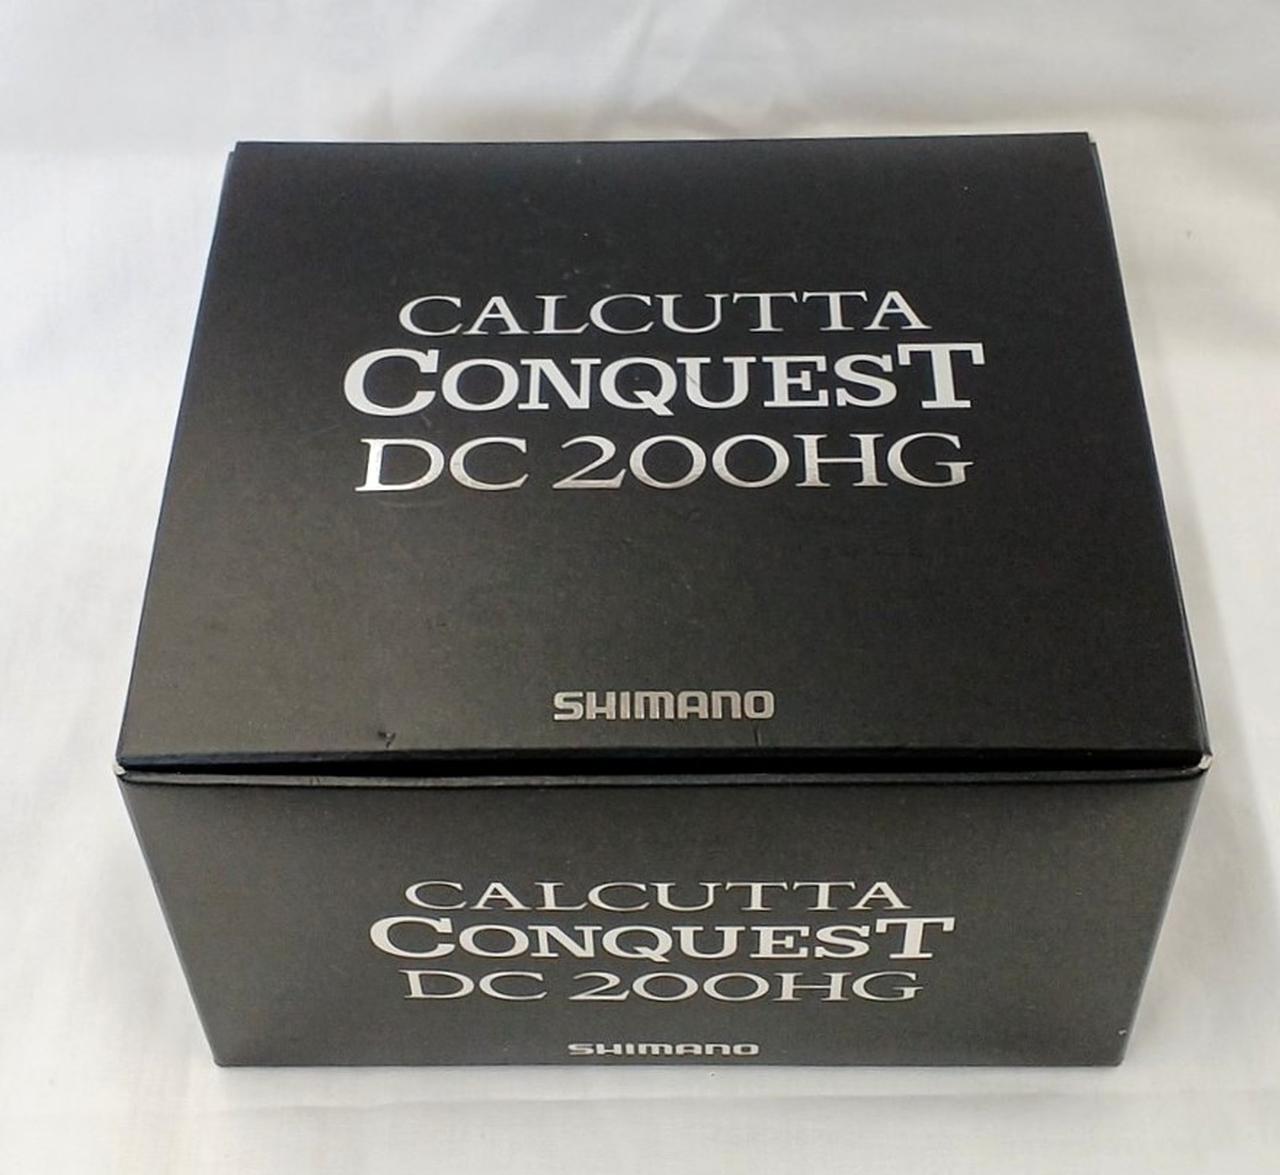 CALCUTTA
CONQUEST
DC 200HG
SHIMANO
CALCUTTA
CONQUEST
DC 200HG
SHIMANO